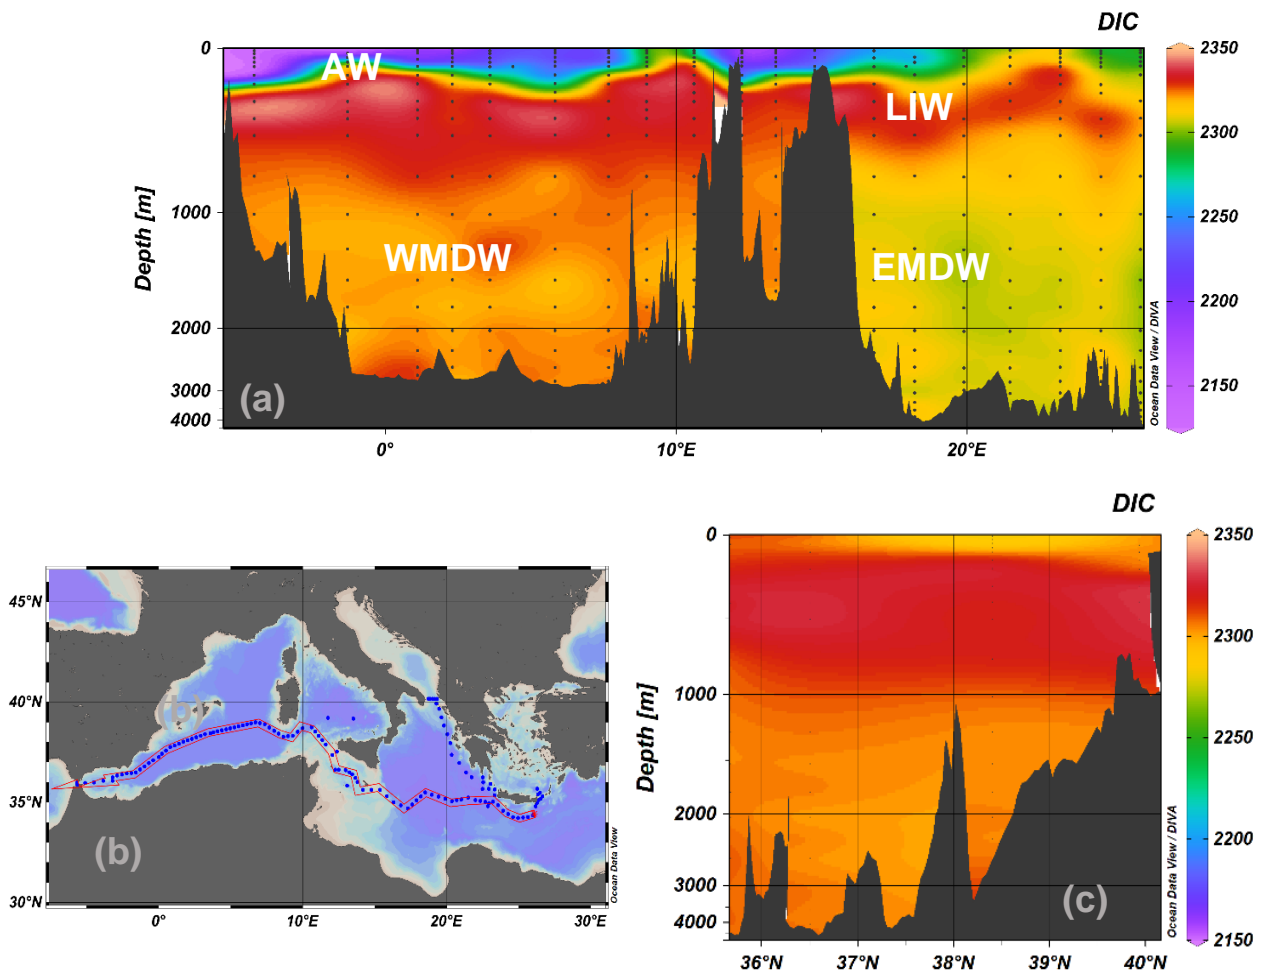 DIC
0
1000
2000
3000
4000
Depth [m]
AW
LIW
WMDW
EMDW
(a)
0°
10°E
20°E
Ocean Data View / DIVA
2350
2300
2250
2200
2150
45°N
40°N
35°N
30°N
(b)
(b)
0°
10°E
20°E
30°E
Ocean Data View
DIC
0
1000
2000
3000
4000
Depth [m]
(c)
36°N
37°N
38°N
39°N
40°N
Ocean Data View / DIVA
2350
2300
2250
2200
2150